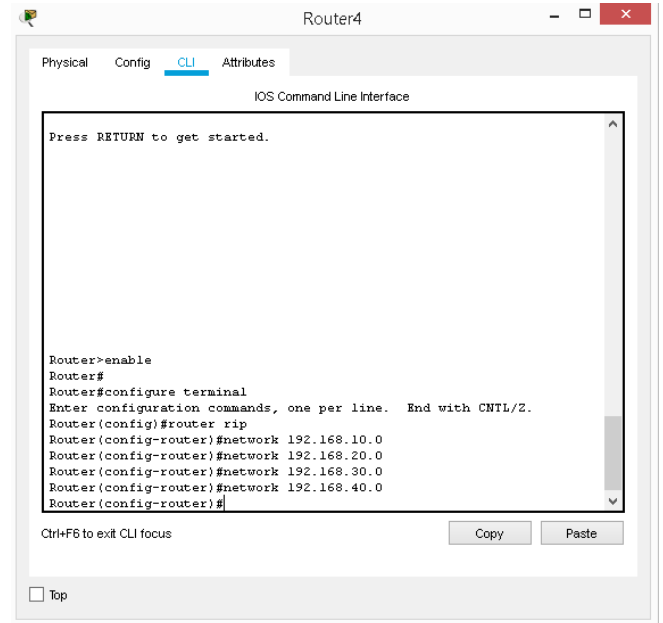 Router4
Physical Config CLI Attributes
IOS Command Line Interface
Press RETURN to get started.
Router>enable
Router#
Router#configure terminal
Enter configuration commands, one per line.  End with CNTL/Z.
Router(config)#router rip
Router(config-router)#network 192.168.10.0
Router(config-router)#network 192.168.20.0
Router(config-router)#network 192.168.30.0
Router(config-router)#network 192.168.40.0
Router(config-router)#
Ctrl+F6 to exit CLI focus
Copy Paste
Top